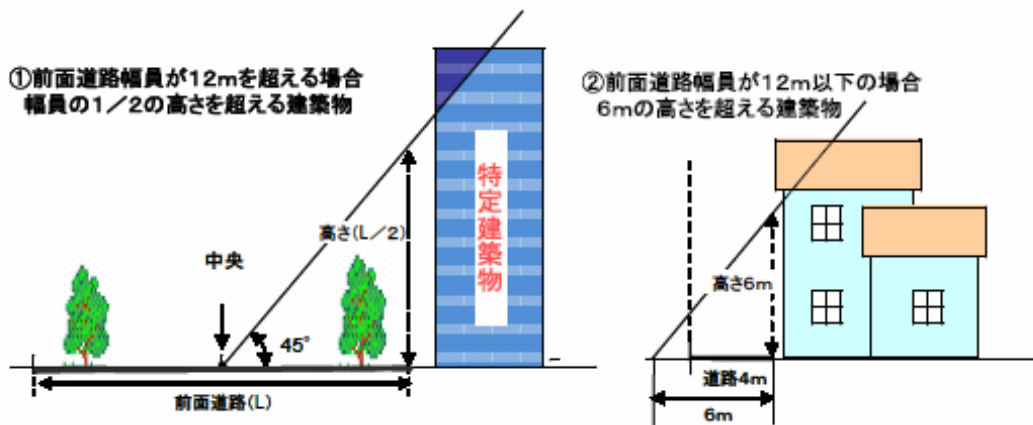 ①前面道路幅員が12mを超える場合
幅員の1/2の高さを超える建築物
特定建築物
高さ(L/2)
中央
45°
前面道路(L)
②前面道路幅員が12m以下の場合
6mの高さを超える建築物
高さ6m
道路4m
6m